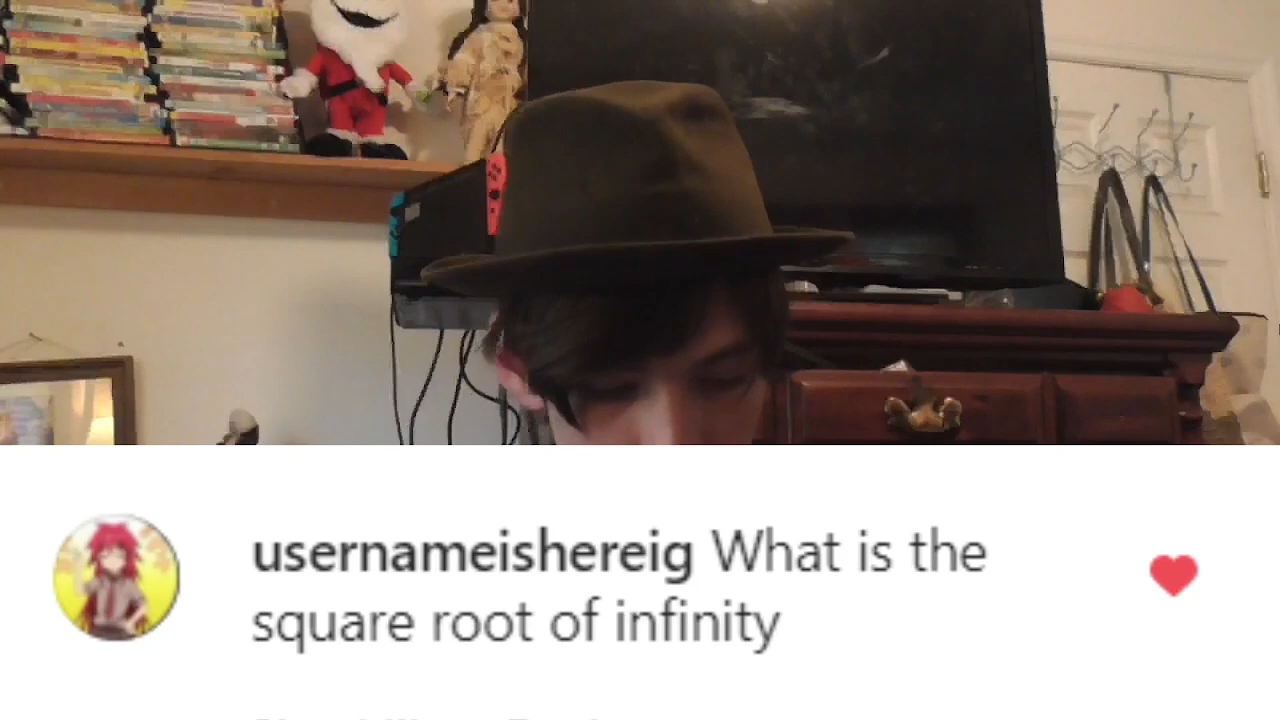 usernameishereig What is the
square root of infinity